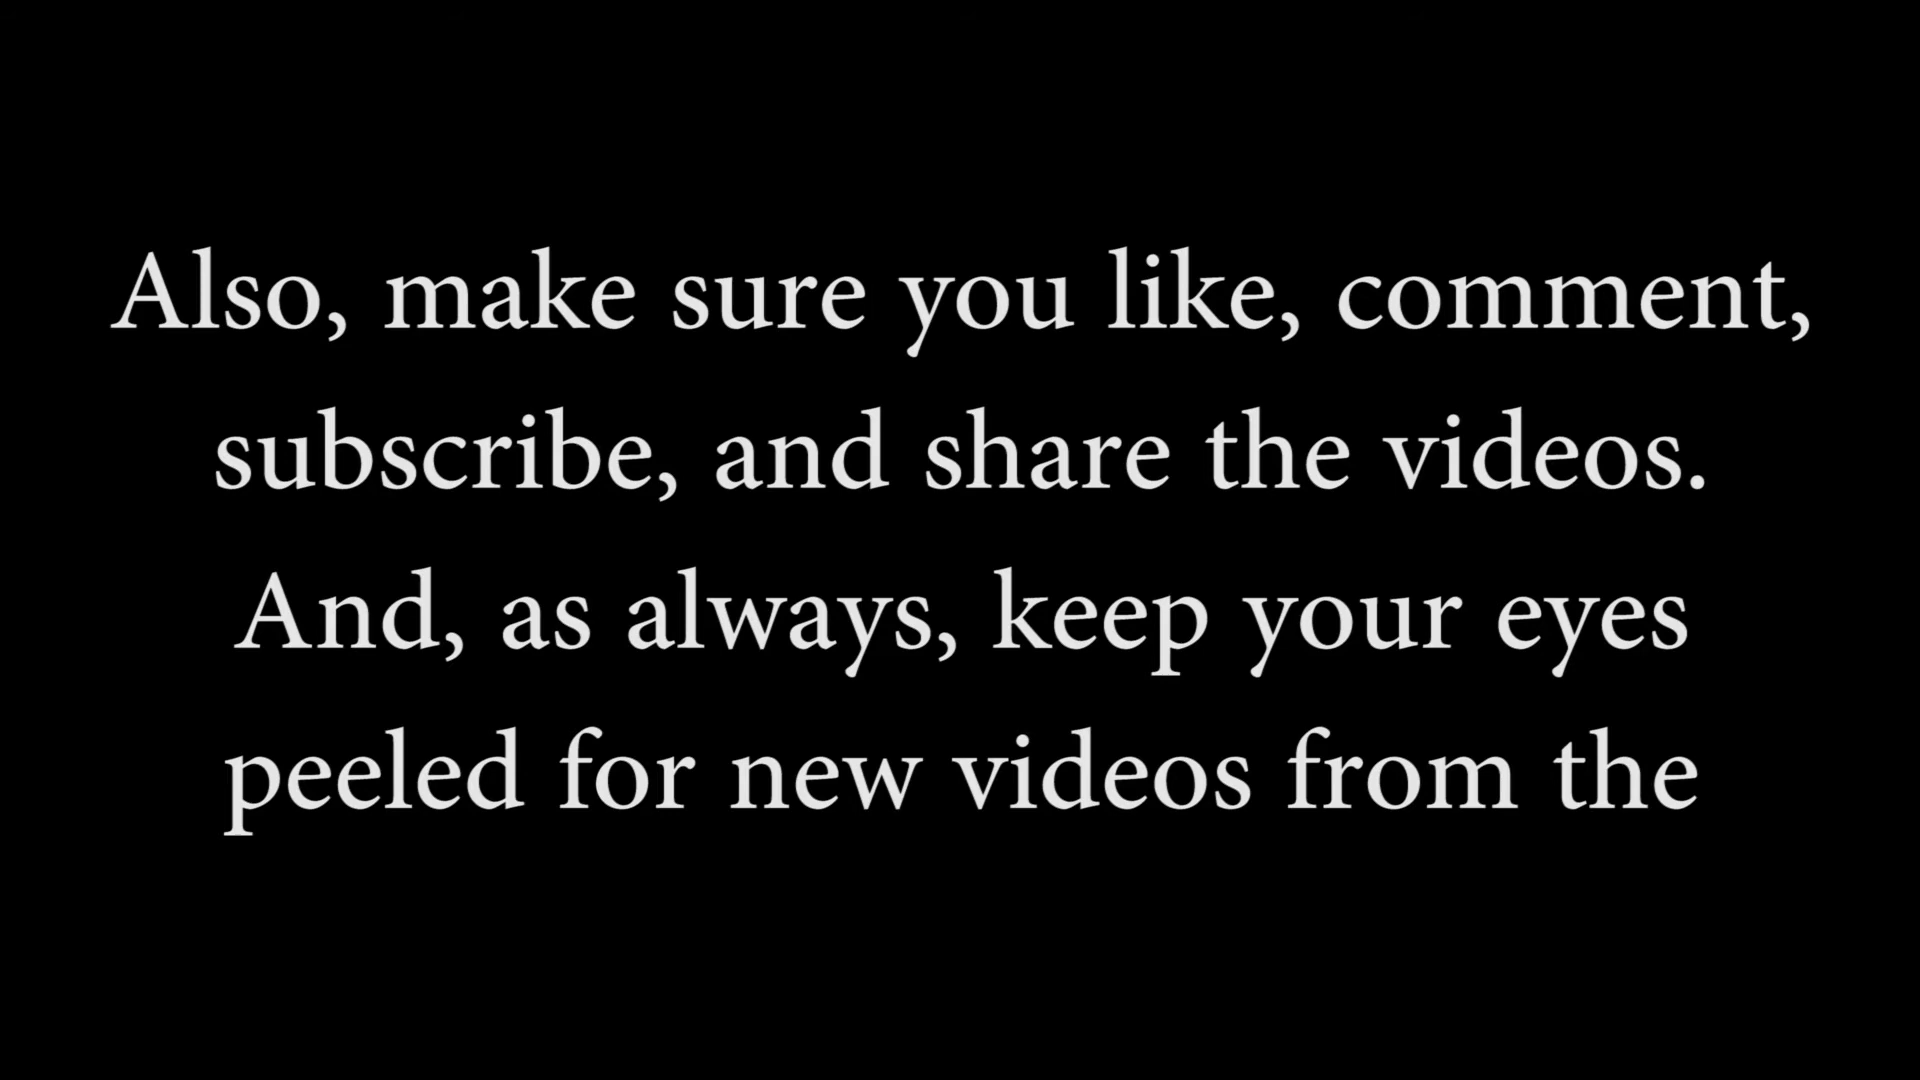 Also, make sure you like, comment,
subscribe, and share the videos.
And, as always, keep your eyes
peeled for new videos from the